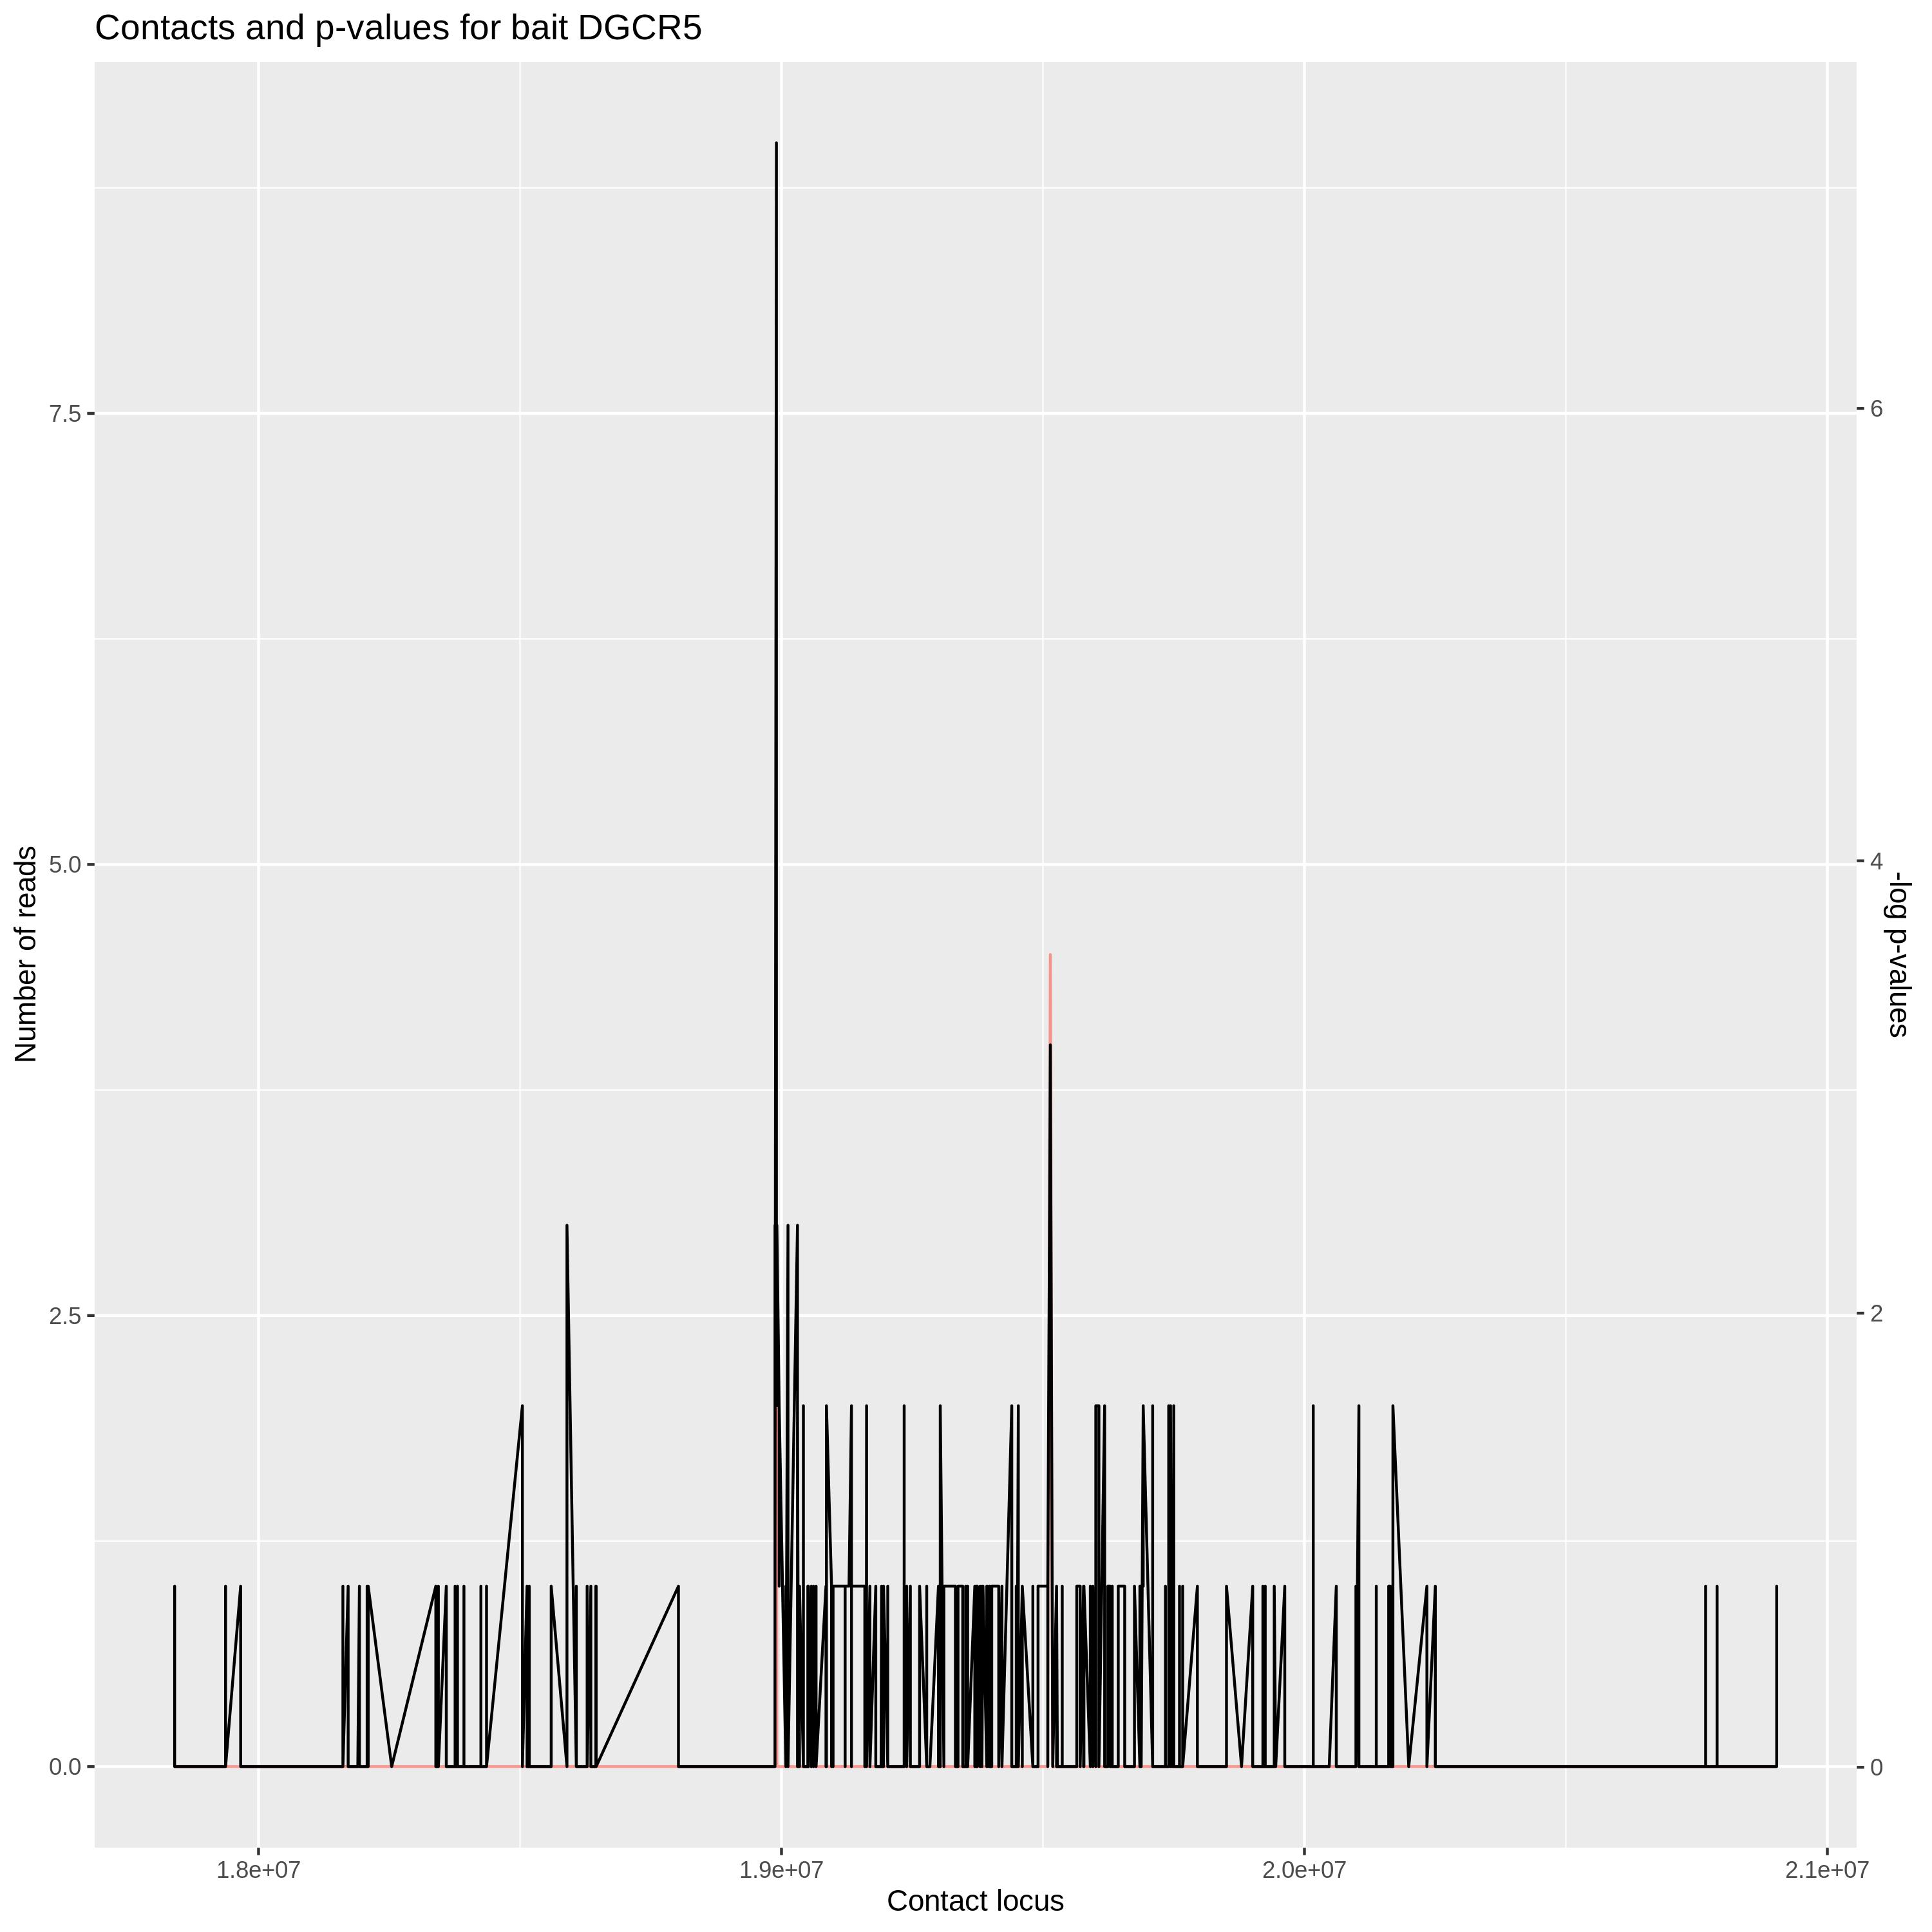 Contacts and p-values for bait DGCR5
Number of reads
7.5
5.0
2.5
0.0
6
4
2
0
-log p-values
1.8e+07
1.9e+07
2.0e+07
2.1e+07
Contact locus